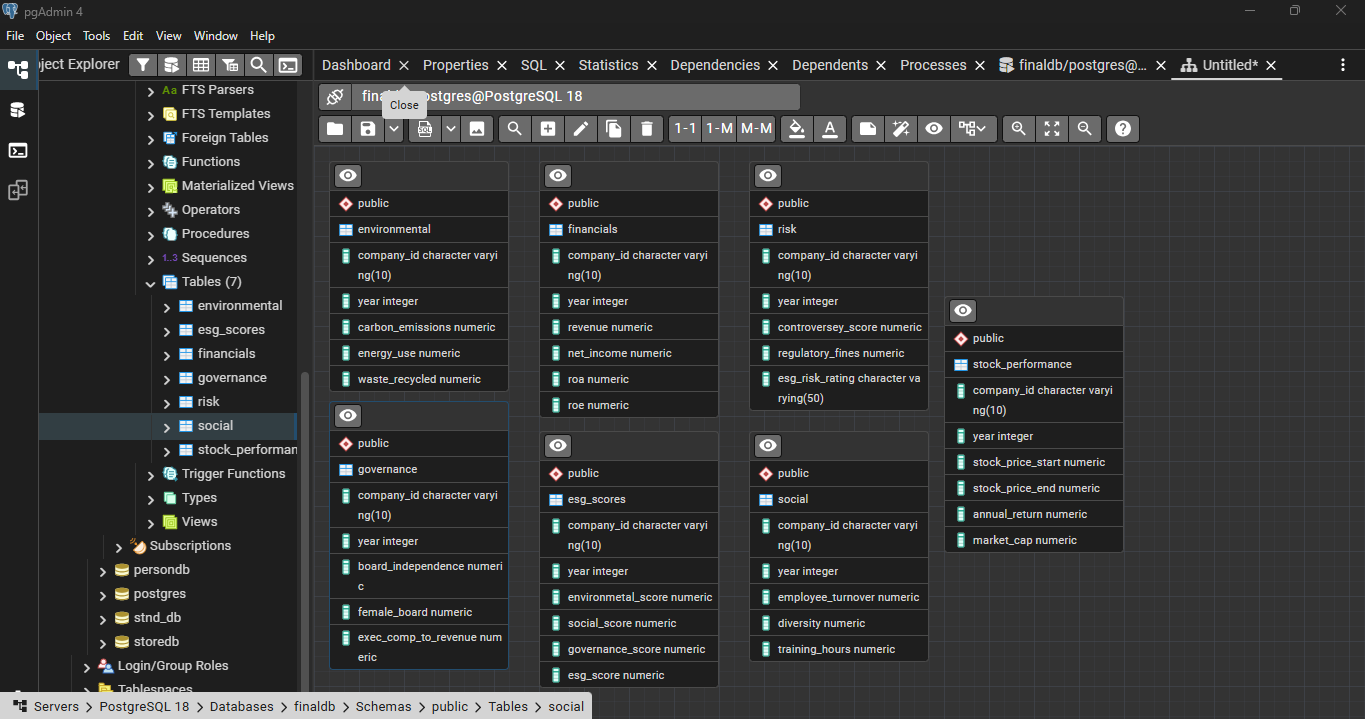 pgAdmin 4
File Object Tools Edit View Window Help
ject Explorer
Dashboard Properties SQL Statistics Dependencies Dependents Processes finaldb/postgres@... Untitled*
stgres@PostgreSQL 18
Close
SQL 1-1 1-M M-M
FTS Parsers
FTS Templates
Foreign Tables
Functions
Materialized Views
Operators
Procedures
1..3 Sequences
Tables (7)
environmental
esg_scores
financials
governance
risk
social
stock_performan
Trigger Functions
Types
Views
Subscriptions
persondb
postgres
stnd_db
storedb
Login/Group Roles
Tablespaces
public
environmental
company_id character varyi
ng(10)
year integer
carbon_emissions numeric
energy_use numeric
waste_recycled numeric
public
financials
company_id character varyi
ng(10)
year integer
revenue numeric
net_income numeric
roa numeric
roe numeric
public
risk
company_id character varyi
ng(10)
year integer
controversey_score numeric
regulatory_fines numeric
esg_risk_rating character va
rying(50)
public
stock_performance
company_id character varyi
ng(10)
year integer
stock_price_start numeric
stock_price_end numeric
annual_return numeric
market_cap numeric
public
governance
company_id character varyi
ng(10)
year integer
board_independence numeri
c
female_board numeric
exec_comp_to_revenue num
eric
public
esg_scores
company_id character varyi
ng(10)
year integer
environmetal_score numeric
social_score numeric
governance_score numeric
esg_score numeric
public
social
company_id character varyi
ng(10)
year integer
employee_turnover numeric
diversity numeric
training_hours numeric
Servers > PostgreSQL 18 > Databases > finaldb > Schemas > public > Tables > social